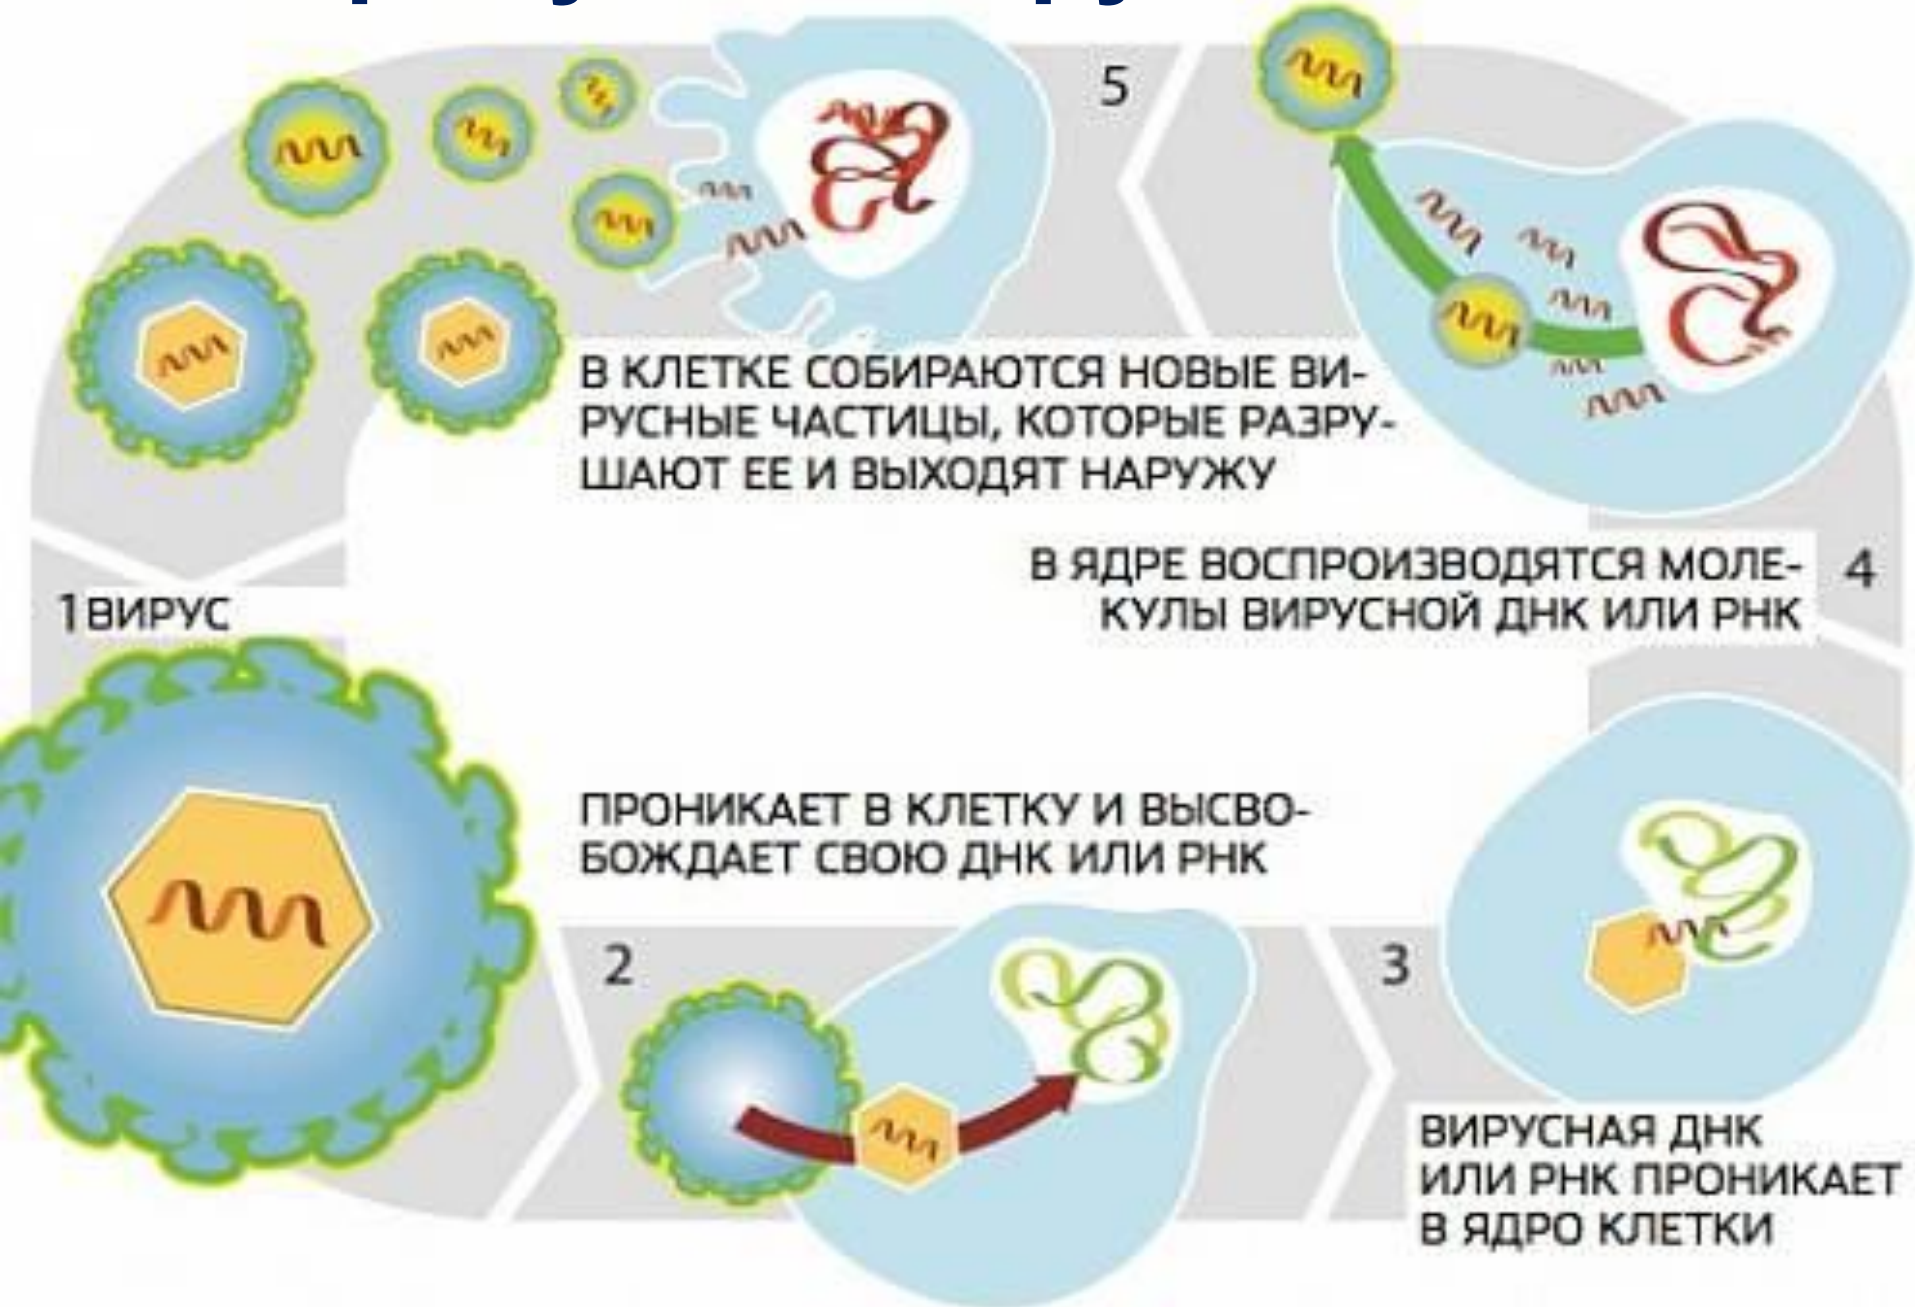 5
В КЛЕТКЕ СОБИРАЮТСЯ НОВЫЕ ВИ-
РУСНЫЕ ЧАСТИЦЫ, КОТОРЫЕ РАЗРУ-
ШАЮТ ЕЕ И ВЫХОДЯТ НАРУЖУ
В ЯДРЕ ВОСПРОИЗВОДЯТСЯ МОЛЕ- 4
КУЛЫ ВИРУСНОЙ ДНК ИЛИ РНК
1 ВИРУС
ПРОНИКАЕТ В КЛЕТКУ И ВЫСВО-
БОЖДАЕТ СВОЮ ДНК ИЛИ РНК
2
3
ВИРУСНАЯ ДНК
ИЛИ РНК ПРОНИКАЕТ
В ЯДРО КЛЕТКИ